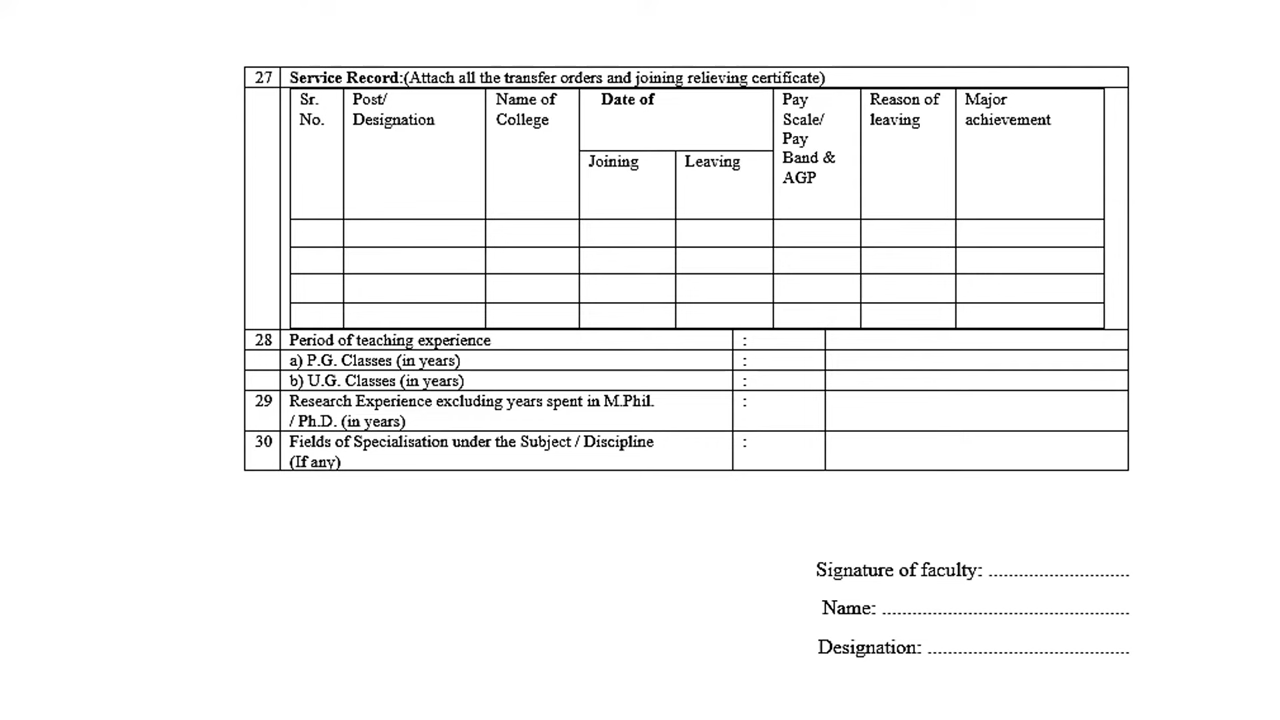 27 Service Record:(Attach all the transfer orders and joining relieving certificate)
Sr. No. Post/ Designation Name of College Date of Pay Scale/ Pay Band & AGP Reason of leaving Major achievement
Joining Leaving
28 Period of teaching experience :
a) P.G. Classes (in years) :
b) U.G. Classes (in years) :
29 Research Experience excluding years spent in M.Phil. :
/ Ph.D. (in years)
30 Fields of Specialisation under the Subject / Discipline :
(If any)
Signature of faculty: ............................
Name: ..................................................
Designation: ........................................